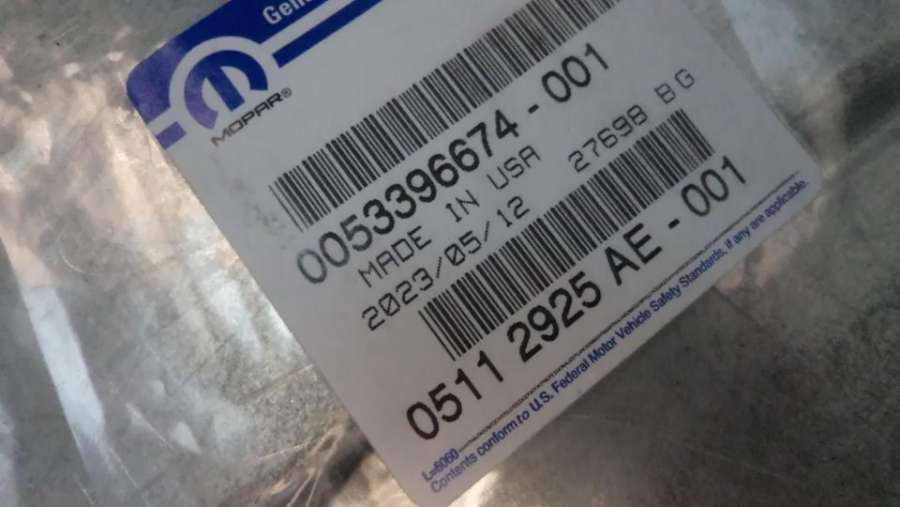 MOPAR®
0053396674-001
MADE IN USA
2023/05/12 27698 BG
0511 2925 AE-001
L=6060
Contents conform to U.S. Federal Motor Vehicle Safety Standards, if any are applicable.